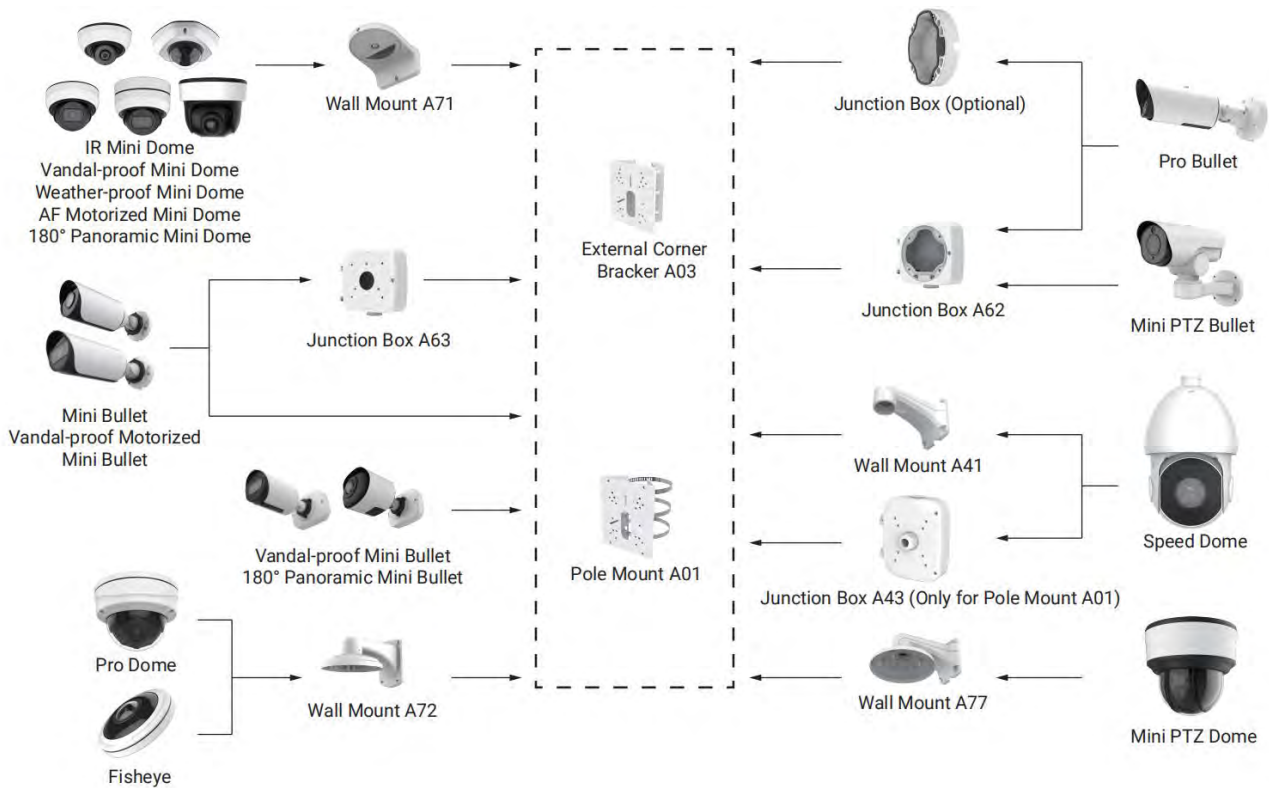 Wall Mount A71
Junction Box (Optional)
IR Mini Dome
Vandal-proof Mini Dome
Weather-proof Mini Dome
AF Motorized Mini Dome
180° Panoramic Mini Dome
Pro Bullet
External Corner
Bracker A03
Junction Box A63
Junction Box A62
Mini PTZ Bullet
Mini Bullet
Vandal-proof Motorized
Mini Bullet
Wall Mount A41
Vandal-proof Mini Bullet
180° Panoramic Mini Bullet
Pole Mount A01
Speed Dome
Junction Box A43 (Only for Pole Mount A01)
Pro Dome
Wall Mount A72
Wall Mount A77
Mini PTZ Dome
Fisheye